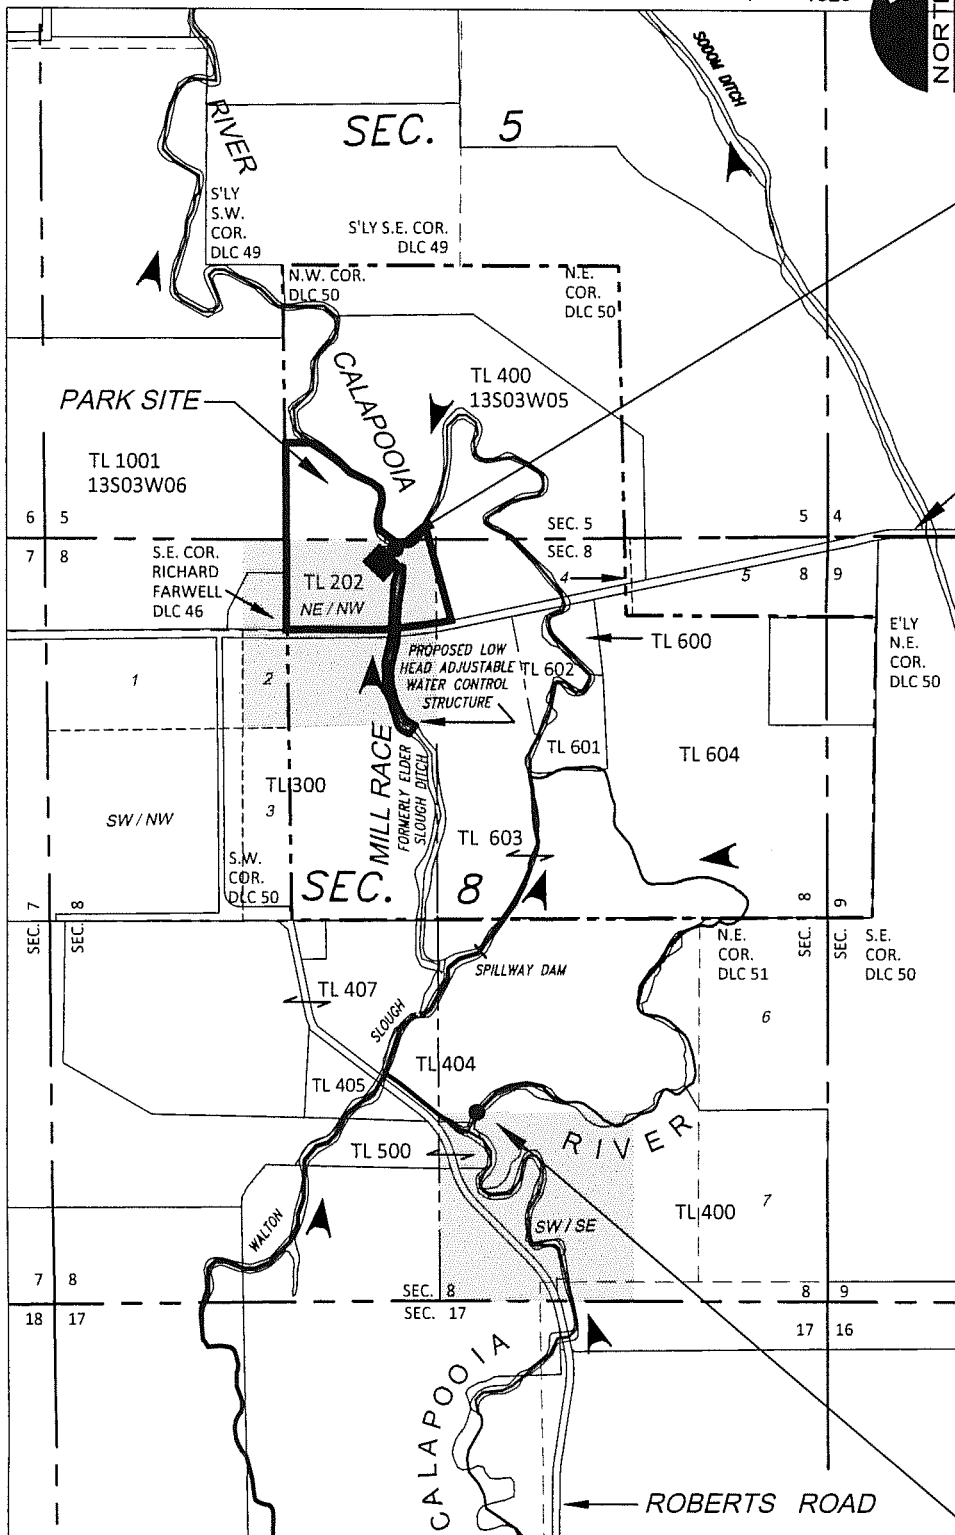 NORTH
SODOM DITCH
SEC. 5
RIVER
S'LY
S.W.
COR.
DLC 49
S'LY S.E. COR.
DLC 49
N.W. COR.
DLC 50
N.E.
COR.
DLC 50
CALAPOOIA
TL 400
13S03W05
PARK SITE
TL 1001
13S03W06
6 5
7 8
SEC. 5
SEC. 8
5 4
8 9
S.E. COR.
RICHARD
FARWELL
DLC 46
TL 202
NE / NW
4
5
E'LY
N.E.
COR.
DLC 50
TL 600
PROPOSED LOW
HEAD ADJUSTABLE
WATER CONTROL
STRUCTURE
TL 602
1
2
TL 601
TL 604
MILL RACE
FORMERLY ELDER
SLOUGH DITCH
TL 300
3
SW / NW
TL 603
S.W.
COR.
DLC 50
SEC. 8
SEC. 7
SEC. 8
SEC. 8
SEC. 9
N.E.
COR.
DLC 51
S.E.
COR.
DLC 50
SPILLWAY DAM
TL 407
6
SLOUGH
TL 404
TL 405
RIVER
TL 500
TL 400
7
SW / SE
WALTON
7 8
18 17
SEC. 8
SEC. 17
8 9
17 16
CALAPOOIA
ROBERTS ROAD